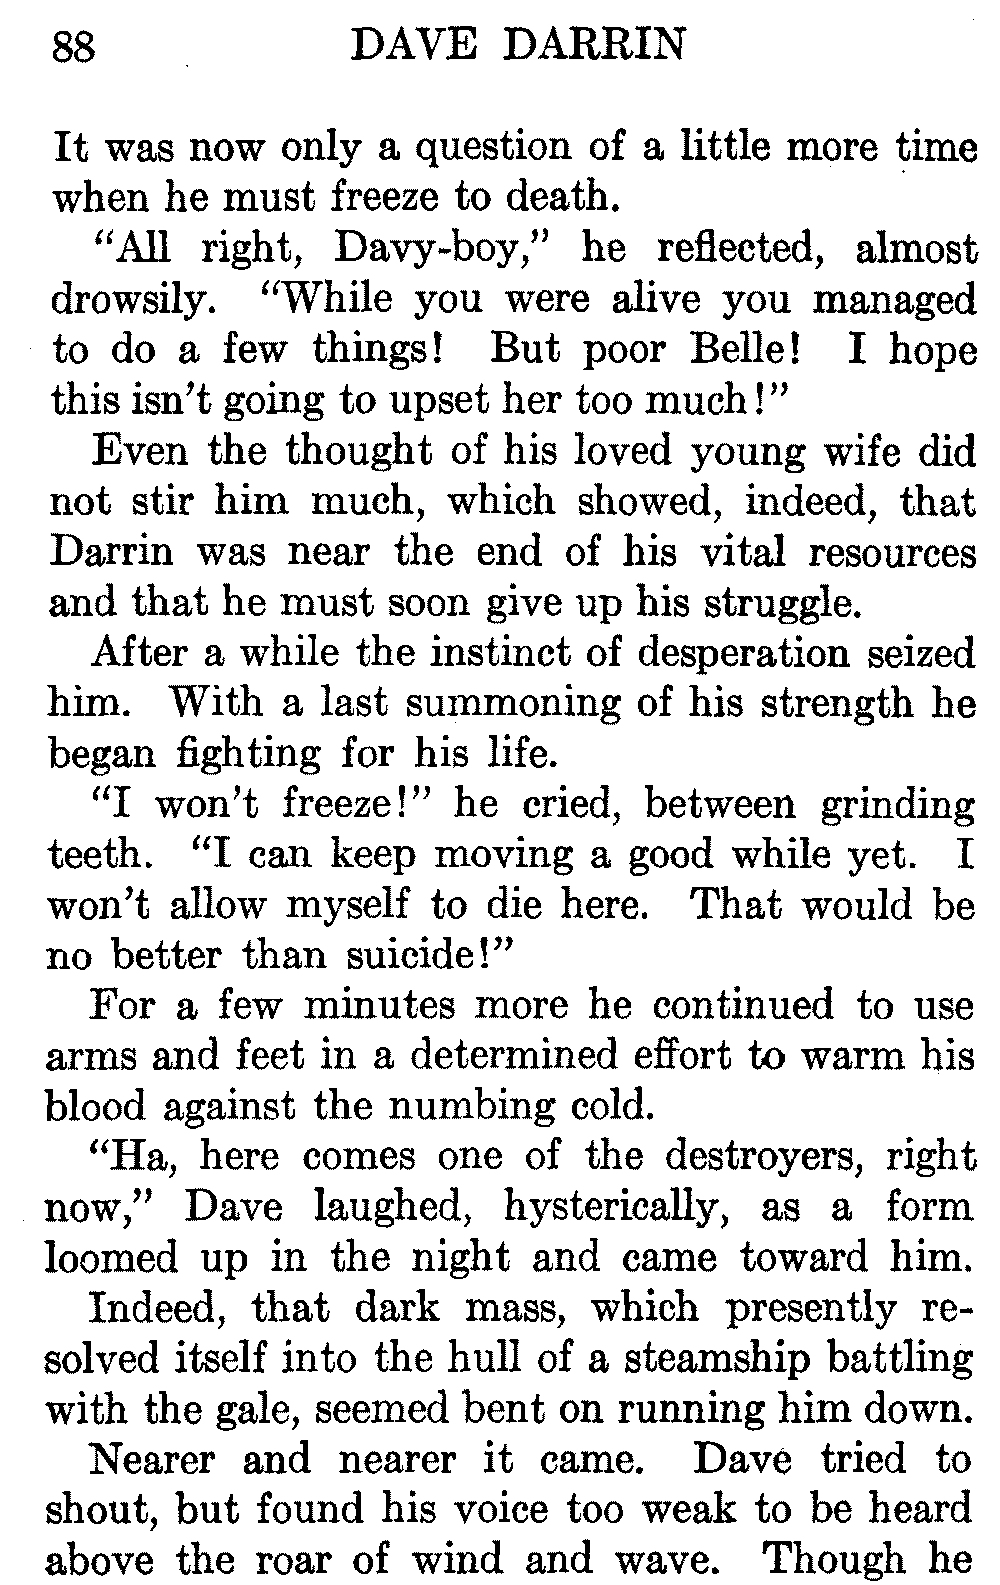 88 DAVE DARRIN
It was now only a question of a little more time
when he must freeze to death.
“All right, Davy-boy,” he reflected, almost
drowsily. “While you were alive you managed
to do a few things! But poor Belle! I hope
this isn't going to upset her too much!”
Even the thought of his loved young wife did
not stir him much, which showed, indeed, that
Darrin was near the end of his vital resources
and that he must soon give up his struggle.
After a while the instinct of desperation seized
him. With a last summoning of his strength he
began fighting for his life.
“I won't freeze!” he cried, between grinding
teeth. “I can keep moving a good while yet. I
won't allow myself to die here. That would be
no better than suicide!”
For a few minutes more he continued to use
arms and feet in a determined effort to warm his
blood against the numbing cold.
“Ha, here comes one of the destroyers, right
now,” Dave laughed, hysterically, as a form
loomed up in the night and came toward him.
Indeed, that dark mass, which presently re-
solved itself into the hull of a steamship battling
with the gale, seemed bent on running him down.
Nearer and nearer it came. Dave tried to
shout, but found his voice too weak to be heard
above the roar of wind and wave. Though he